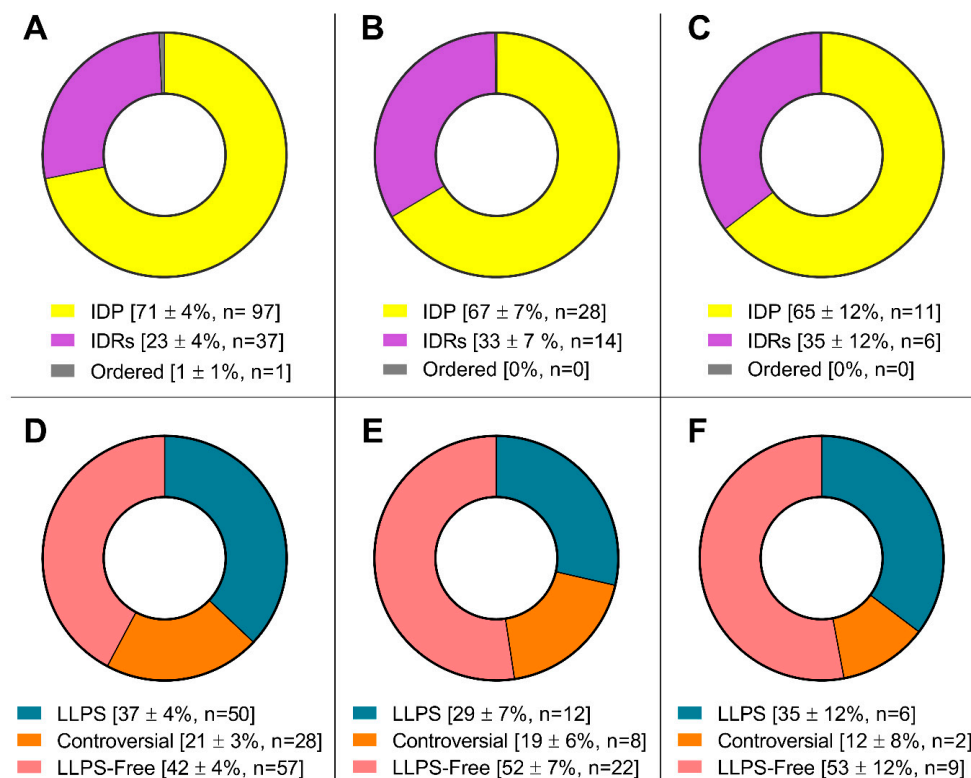 A
IDP [71 ± 4%, n= 97]
IDRs [23 ± 4%, n=37]
Ordered [1 ± 1%, n=1]
B
IDP [67 ± 7%, n=28]
IDRs [33 ± 7 %, n=14]
Ordered [0%, n=0]
C
IDP [65 ± 12%, n=11]
IDRs [35 ± 12%, n=6]
Ordered [0%, n=0]
D
LLPS [37 ± 4%, n=50]
Controversial [21 ± 3%, n=28]
LLPS-Free [42 ± 4%, n=57]
E
LLPS [29 ± 7%, n=12]
Controversial [19 ± 6%, n=8]
LLPS-Free [52 ± 7%, n=22]
F
LLPS [35 ± 12%, n=6]
Controversial [12 ± 8%, n=2]
LLPS-Free [53 ± 12%, n=9]